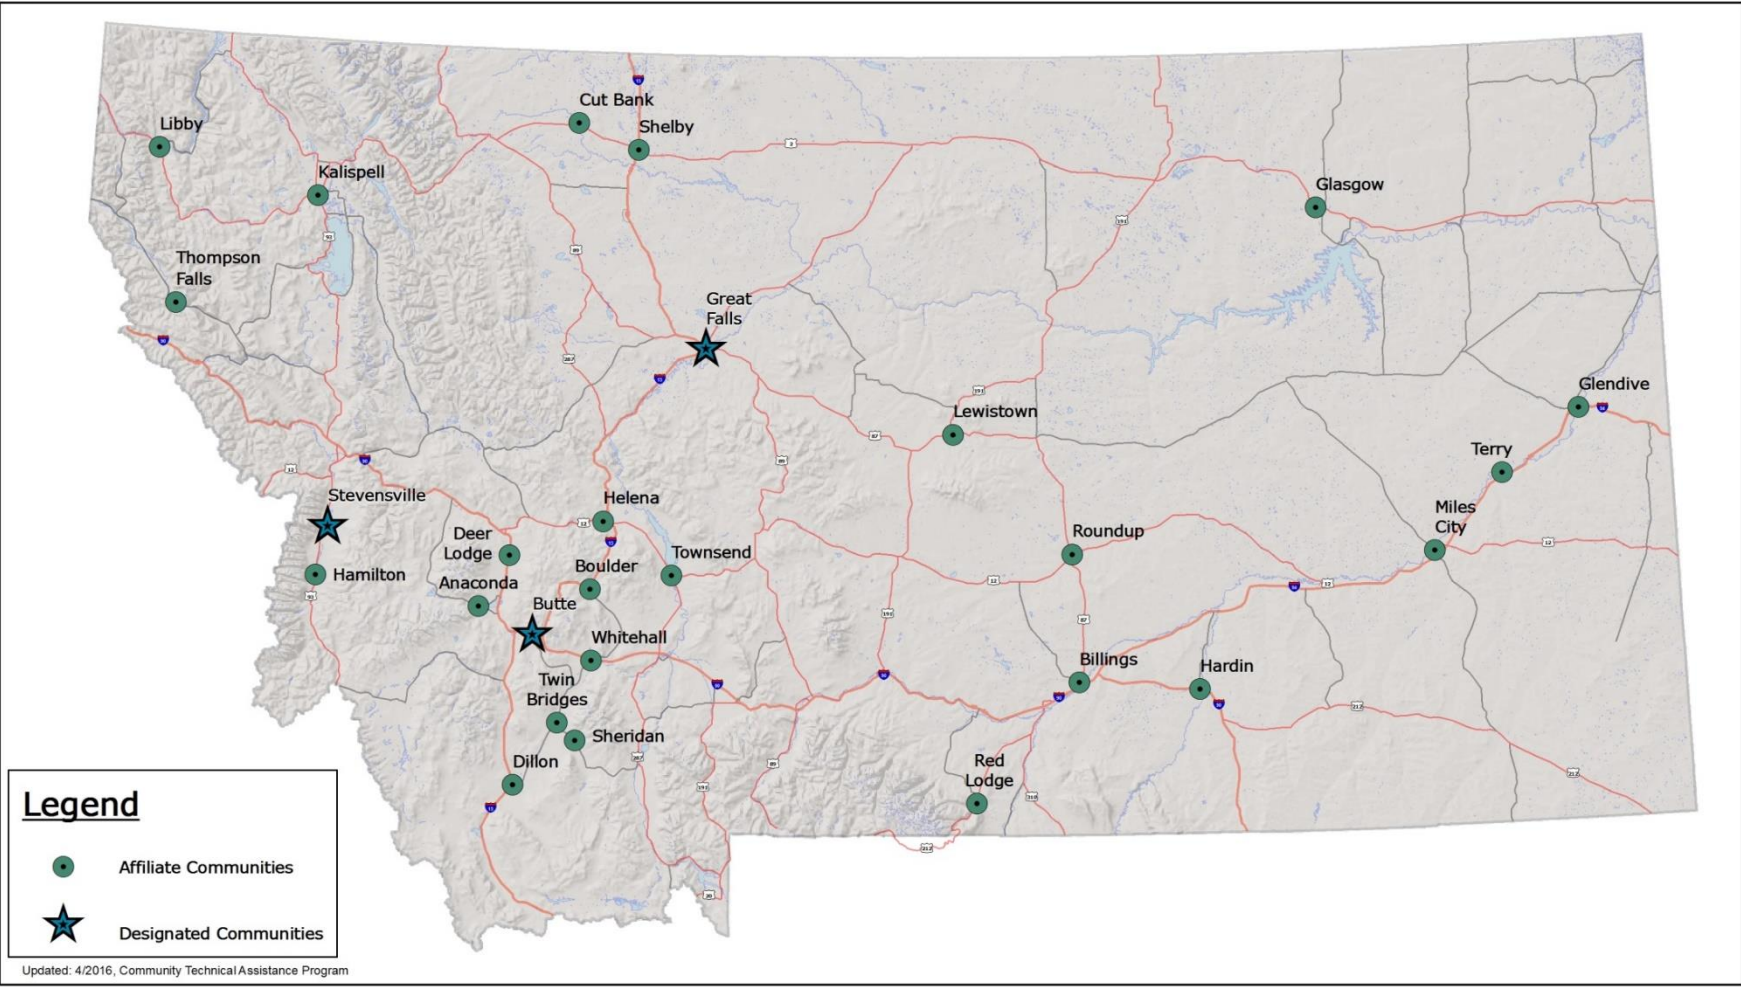 Cut Bank
Libby
Shelby
Kalispell
Glasgow
Thompson
Falls
Great
Falls
Glendive
Lewistown
Terry
Stevensville
Helena
Miles
City
Deer
Lodge
Roundup
Townsend
Boulder
Hamilton
Anaconda
Butte
Whitehall
Billings
Hardin
Twin
Bridges
Sheridan
Dillon
Red
Lodge
Legend
Affiliate Communities
Designated Communities
Updated: 4/2016, Community Technical Assistance Program